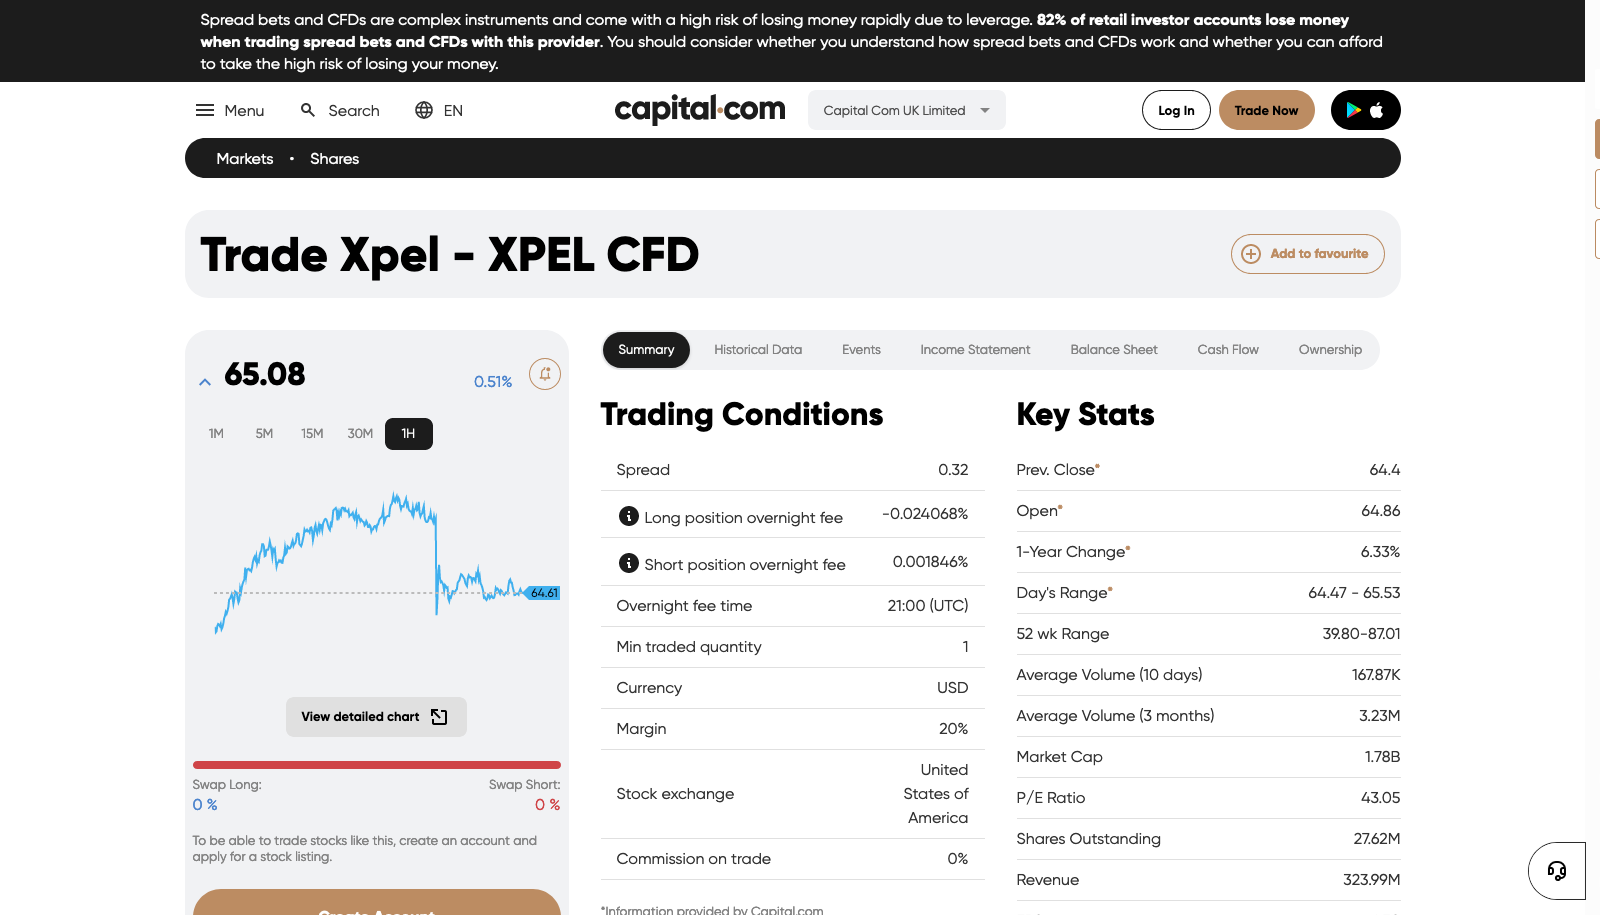 Spread bets and CFDs are complex instruments and come with a high risk of losing money rapidly due to leverage. 82% of retail investor accounts lose money
when trading spread bets and CFDs with this provider. You should consider whether you understand how spread bets and CFDs work and whether you can afford
to take the high risk of losing your money.
Menu
Search
EN
capital.com
Capital Com UK Limited
Log In
Trade Now
Markets
Shares
Trade Xpel - XPEL CFD
Add to favourite
65.08
0.51%
1M
5M
15M
30M
1H
64.61
View detailed chart
Swap Long:
Swap Short:
0 %
0 %
To be able to trade stocks like this, create an account and
apply for a stock listing.
Summary
Historical Data
Events
Income Statement
Balance Sheet
Cash Flow
Ownership
Trading Conditions
Spread 0.32
Long position overnight fee -0.024068%
Short position overnight fee 0.001846%
Overnight fee time 21:00 (UTC)
Min traded quantity 1
Currency USD
Margin 20%
Stock exchange
United
States of
America
Commission on trade 0%
*Information provided by Capital.com
Key Stats
Prev. Close* 64.4
Open* 64.86
1-Year Change* 6.33%
Day's Range* 64.47 - 65.53
52 wk Range 39.80-87.01
Average Volume (10 days) 167.87K
Average Volume (3 months) 3.23M
Market Cap 1.78B
P/E Ratio 43.05
Shares Outstanding 27.62M
Revenue 323.99M